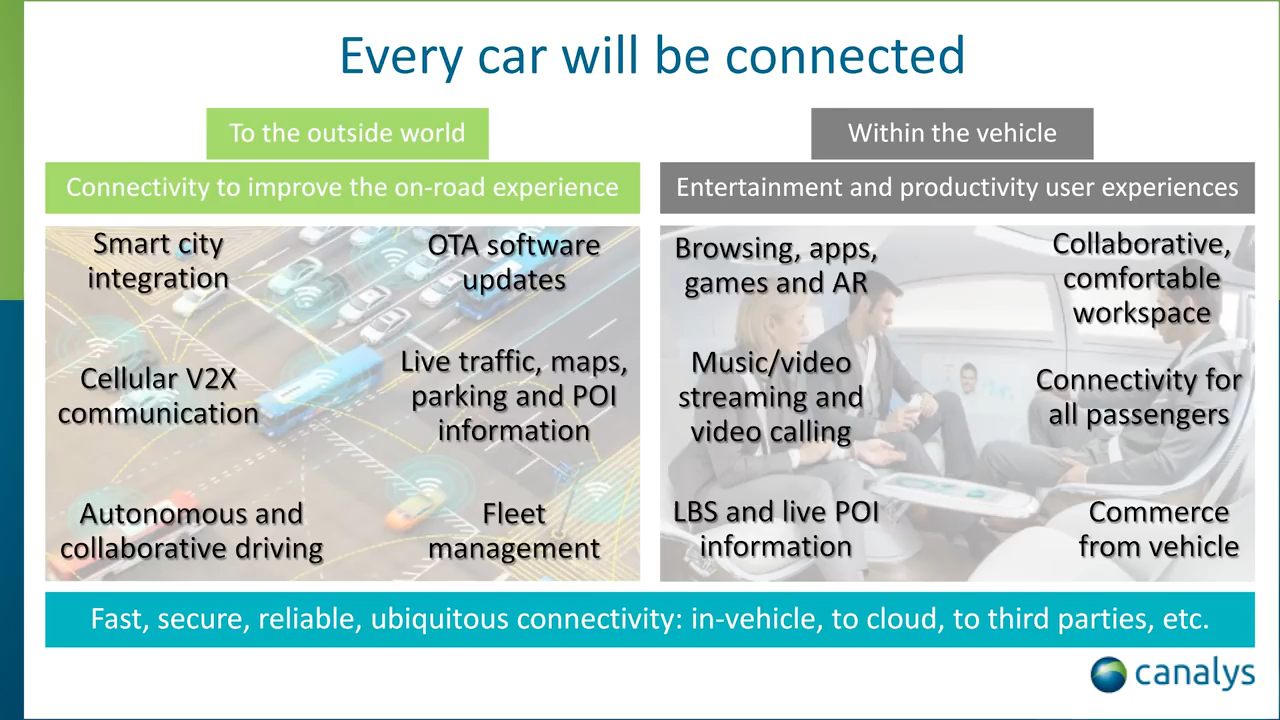 Every car will be connected
To the outside world
Connectivity to improve the on-road experience
Smart city
integration
OTA software
updates
Cellular V2X
communication
Live traffic, maps,
parking and POI
information
Autonomous and
collaborative driving
Fleet
management
Within the vehicle
Entertainment and productivity user experiences
Browsing, apps,
games and AR
Collaborative,
comfortable
workspace
Music/video
streaming and
video calling
Connectivity for
all passengers
LBS and live POI
information
Commerce
from vehicle
Fast, secure, reliable, ubiquitous connectivity: in-vehicle, to cloud, to third parties, etc.
canalys